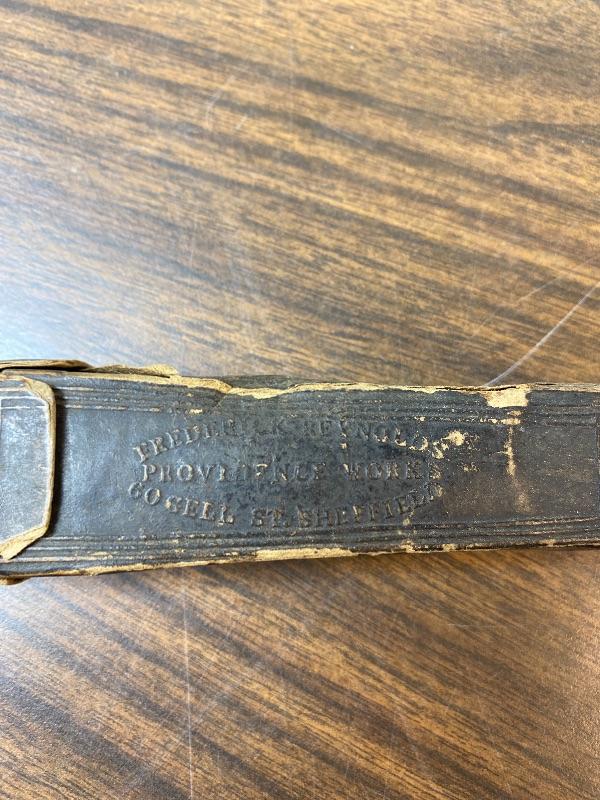 FREDERICK REYNOLDS
PROVIDENCE WORKS
60 GELL ST. SHEFFIELD